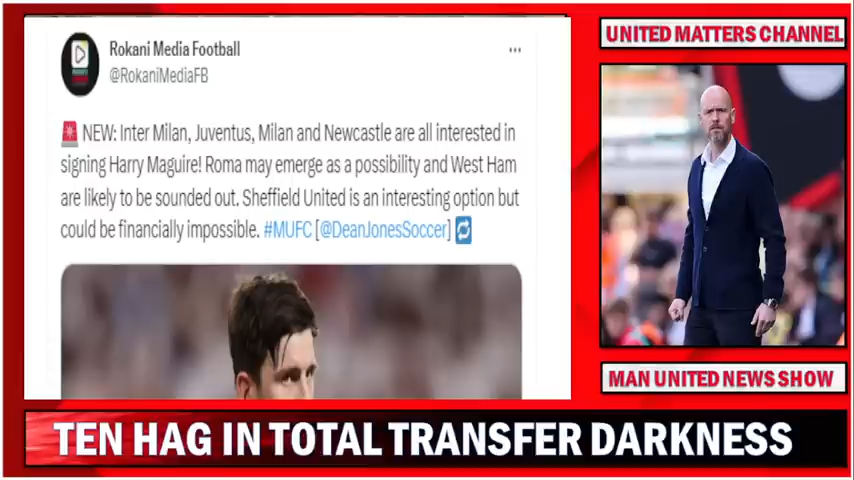 Rokani Media Football
@RokaniMediaFB
NEW: Inter Milan, Juventus, Milan and Newcastle are all interested in
signing Harry Maguire! Roma may emerge as a possibility and West Ham
are likely to be sounded out. Sheffield United is an interesting option but
could be financially impossible. #MUFC [@DeanJonesSoccer]
UNITED MATTERS CHANNEL
MAN UNITED NEWS SHOW
TEN HAG IN TOTAL TRANSFER DARKNESS